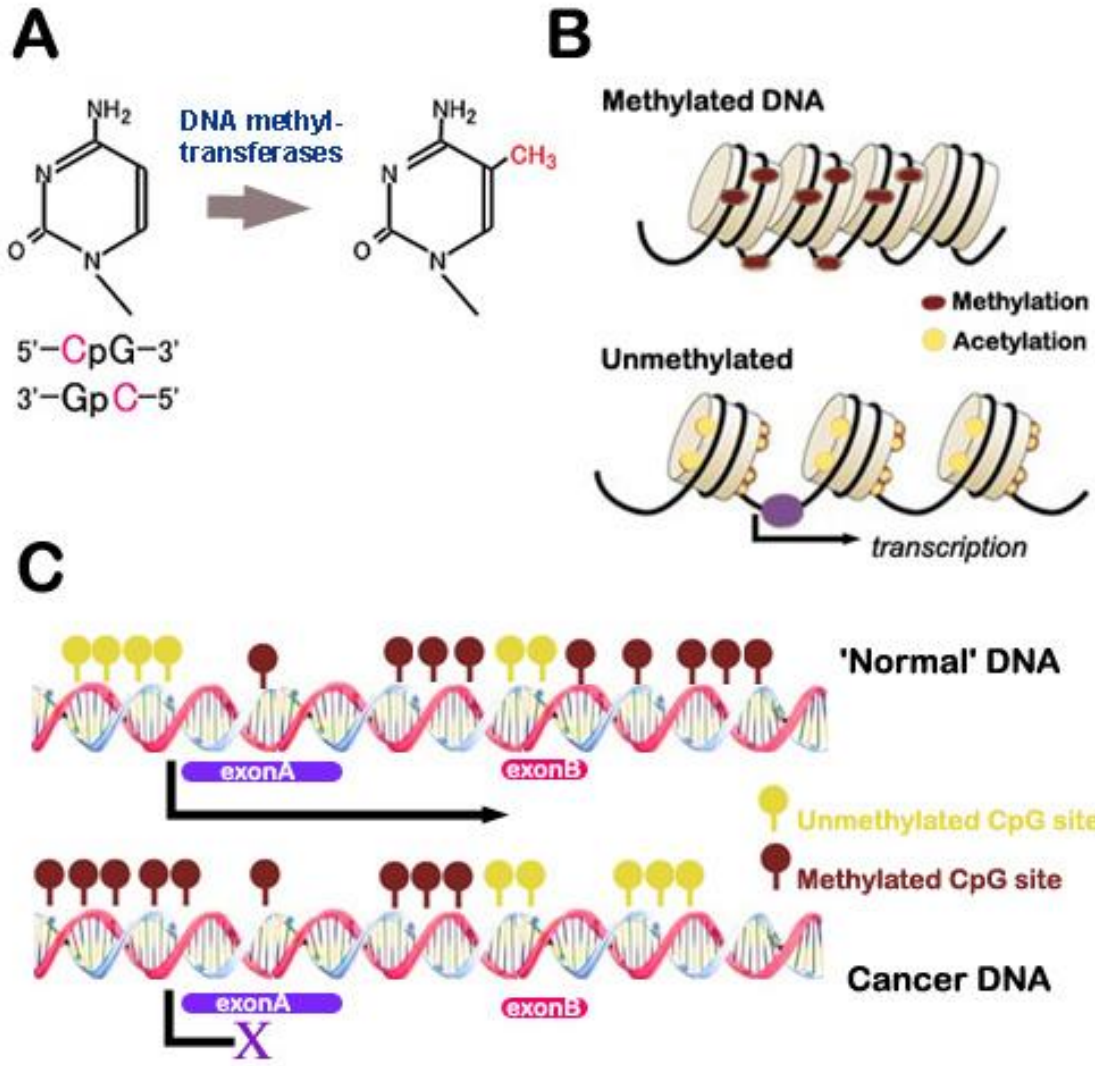 A
NH₂
N
O
N
DNA methyl-
transferases
NH₂
CH₃
N
O
N
5'–CpG–3'
3'–GpC–5'
B
Methylated DNA
Methylation
Acetylation
Unmethylated
transcription
C
'Normal' DNA
exonA
exonB
Unmethylated CpG site
Methylated CpG site
Cancer DNA
exonA
exonB
X